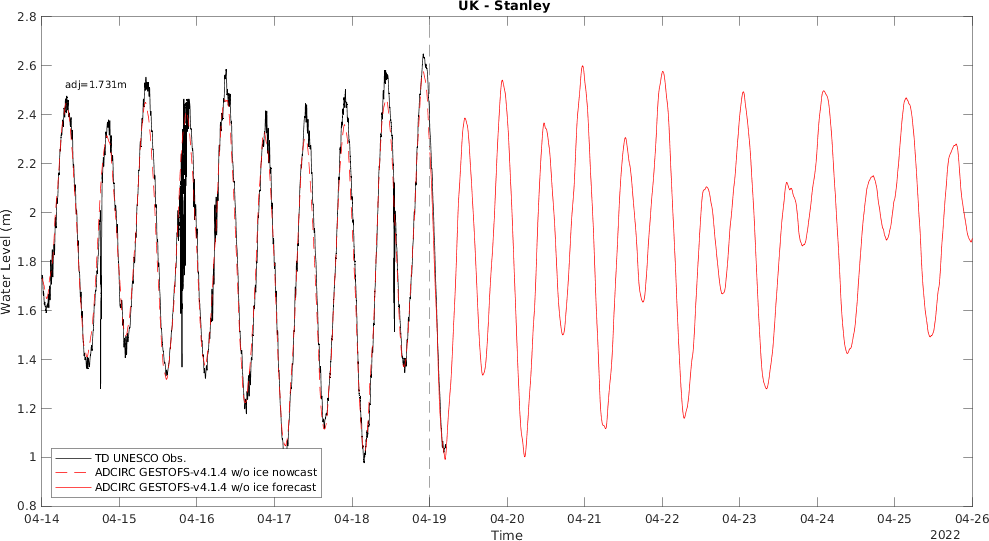 UK - Stanley
2.8
2.6
2.4
2.2
2
1.8
1.6
1.4
1.2
1
0.8
Water Level (m)
adj=1.731m
TD UNESCO Obs.
ADCIRC GESTOFS-v4.1.4 w/o ice nowcast
ADCIRC GESTOFS-v4.1.4 w/o ice forecast
04-14 04-15 04-16 04-17 04-18 04-19 04-20 04-21 04-22 04-23 04-24 04-25 04-26
Time
2022